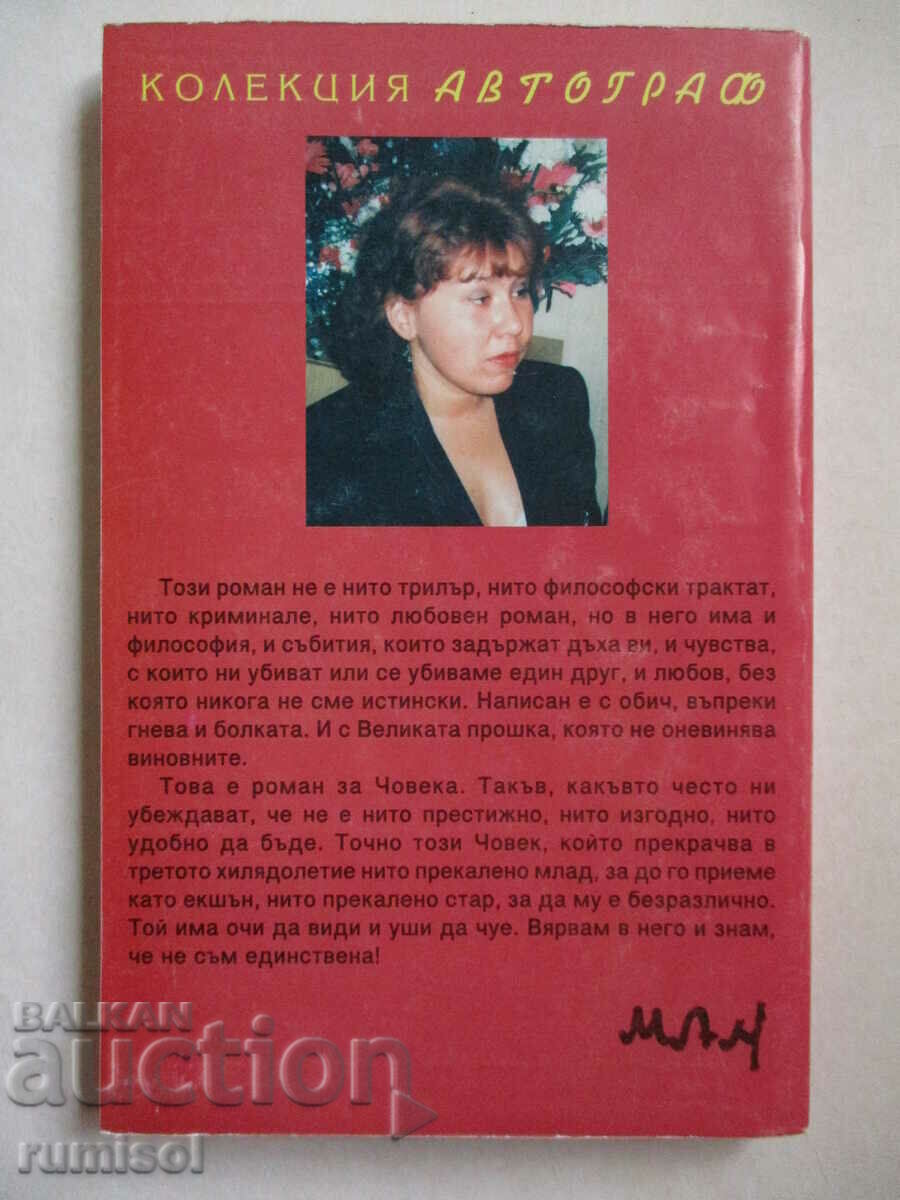 КОЛЕКЦИЯ АВТОГРАФ
Този роман не е нито трилър, нито философски трактат,
нито криминале, нито любовен роман, но в него има и
философия, и събития, които задържат дъха ви, и чувства,
с които ни убиват или се убиваме един друг, и любов, без
която никога не сме истински. Написан е с обич, въпреки
гнева и болката. И с Великата прошка, която не оневинява
виновните.
Това е роман за Човека. Такъв, какъвто често ни
убеждават, че не е нито престижно, нито изгодно, нито
удобно да бъде. Точно този Човек, който прекрачва в
третото хилядолетие нито прекалено млад, за до го приеме
като екшън, нито прекалено стар, за да му е безразлично.
Той има очи да види и уши да чуе. Вярвам в него и знам,
че не съм единствена!
BALKAN
auction
rumisol